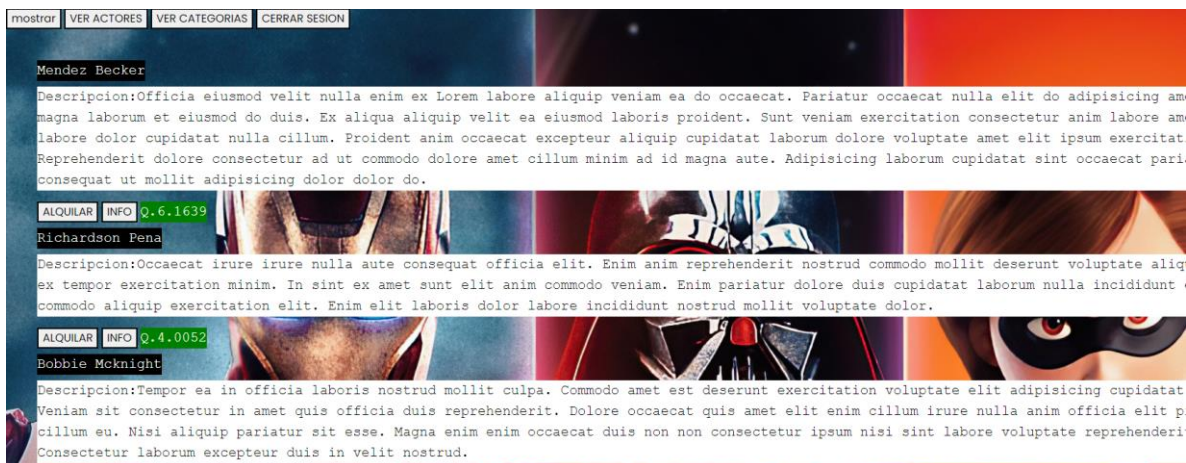 mostrar VER ACTORES VER CATEGORIAS CERRAR SESION
Mendez Becker
Descripcion:Officia eiusmod velit nulla enim ex Lorem labore aliquip veniam ea do occaecat. Pariatur occaecat nulla elit do adipisicing am
magna laborum et eiusmod do duis. Ex aliqua aliquip velit ea eiusmod laboris proident. Sunt veniam exercitation consectetur anim labore am
labore dolor cupidatat nulla cillum. Proident anim occaecat excepteur aliquip cupidatat laborum dolore voluptate amet elit ipsum exercitat
Reprehenderit dolore consectetur ad ut commodo dolore amet cillum minim ad id magna aute. Adipisicing laborum cupidatat sint occaecat pari
consequat ut mollit adipisicing dolor dolor do.
ALQUILAR INFO Q.6.1639
Richardson Pena
Descripcion:Occaecat irure irure nulla aute consequat officia elit. Enim anim reprehenderit nostrud commodo mollit deserunt voluptate aliq
ex tempor exercitation minim. In sint ex amet sunt elit anim commodo veniam. Enim pariatur dolore duis cupidatat laborum nulla incididunt
commodo aliquip exercitation elit. Enim elit laboris dolor labore incididunt nostrud mollit voluptate dolor.
ALQUILAR INFO Q.4.0052
Bobbie Mcknight
Descripcion:Tempor ea in officia laboris nostrud mollit culpa. Commodo amet est deserunt exercitation voluptate elit adipisicing cupidatat
Veniam sit consectetur in amet quis officia duis reprehenderit. Dolore occaecat quis amet elit enim cillum irure nulla anim officia elit p
cillum eu. Nisi aliquip pariatur sit esse. Magna enim enim occaecat duis non non consectetur ipsum nisi sint labore voluptate reprehenderi
Consectetur laborum excepteur duis in velit nostrud.